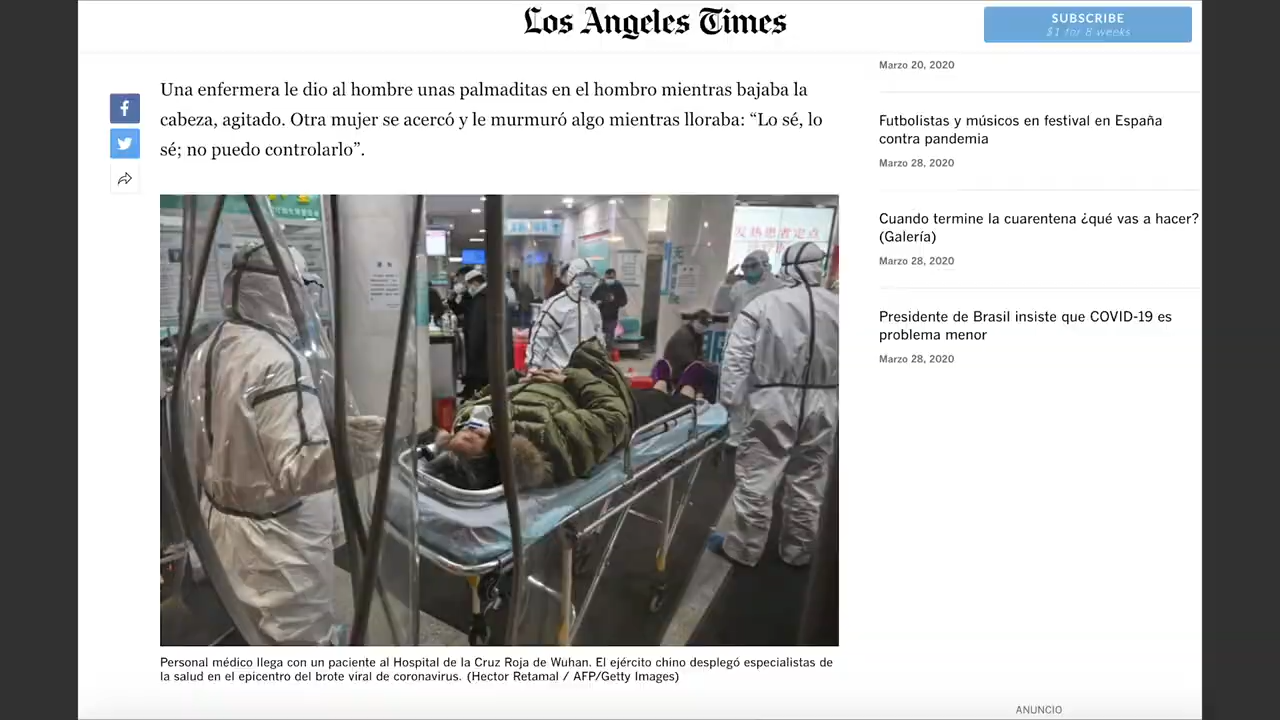 Los Angeles Times
SUBSCRIBE
$1 for 8 weeks
Una enfermera le dio al hombre unas palmaditas en el hombro mientras bajaba la
cabeza, agitado. Otra mujer se acercó y le murmuró algo mientras lloraba: “Lo sé, lo
sé; no puedo controlarlo”.
发热患者定点
Personal médico llega con un paciente al Hospital de la Cruz Roja de Wuhan. El ejército chino desplegó especialistas de
la salud en el epicentro del brote viral de coronavirus. (Hector Retamal / AFP/Getty Images)
Marzo 20, 2020
Futbolistas y músicos en festival en España
contra pandemia
Marzo 28, 2020
Cuando termine la cuarentena ¿qué vas a hacer?
(Galería)
Marzo 28, 2020
Presidente de Brasil insiste que COVID-19 es
problema menor
Marzo 28, 2020
ANUNCIO